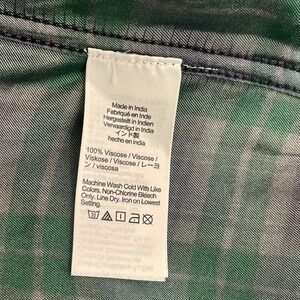 Made in India
Fabriqué en Inde
Hergestellt in Indien
Vervaardigd in India
インド製
hecho en india
100% Viscose / Viscose /
Viskose / Viscose / レーヨ
ン / viscosa
Machine Wash Cold With Like
Colors. Non-Chlorine Bleach
Only. Line Dry. Iron on Lowest
Setting.